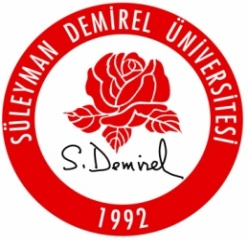 SÜLEYMAN DEMİREL ÜNİVERSİTESİ
S. Demirel
1992